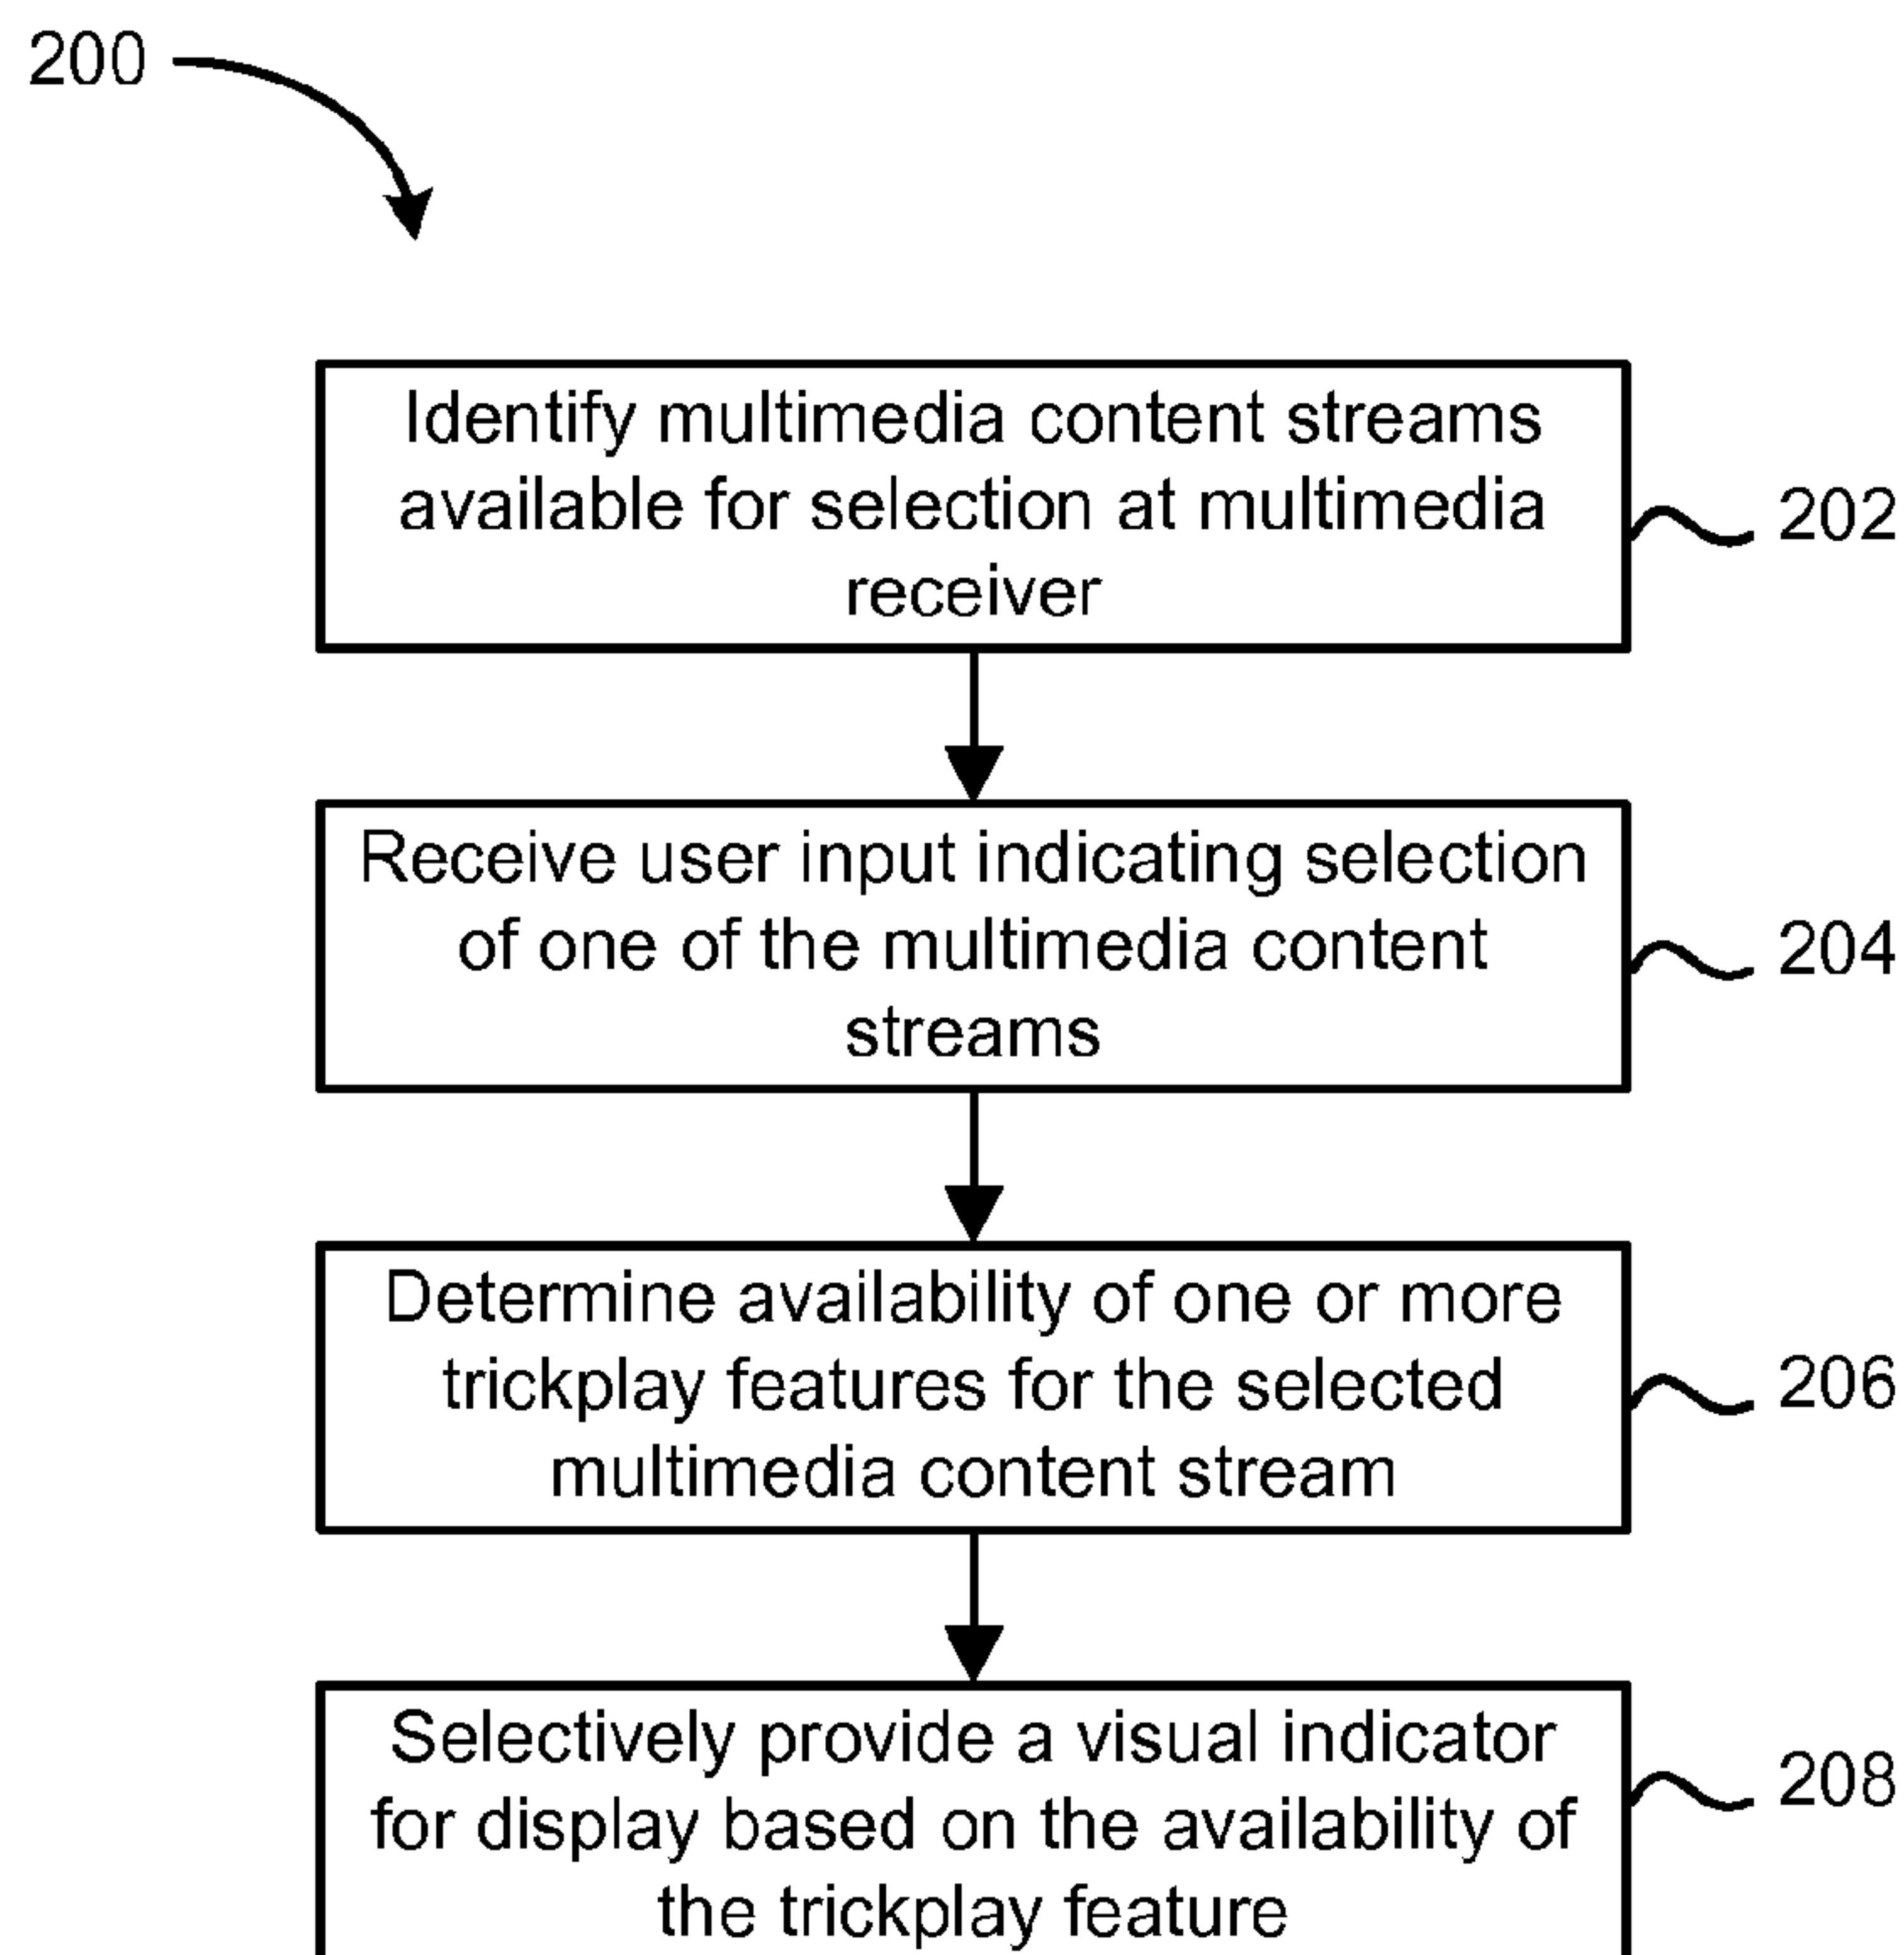 200
Identify multimedia content streams
available for selection at multimedia
receiver
202
Receive user input indicating selection
of one of the multimedia content
streams
204
Determine availability of one or more
trickplay features for the selected
multimedia content stream
206
Selectively provide a visual indicator
for display based on the availability of
the trickplay feature
208